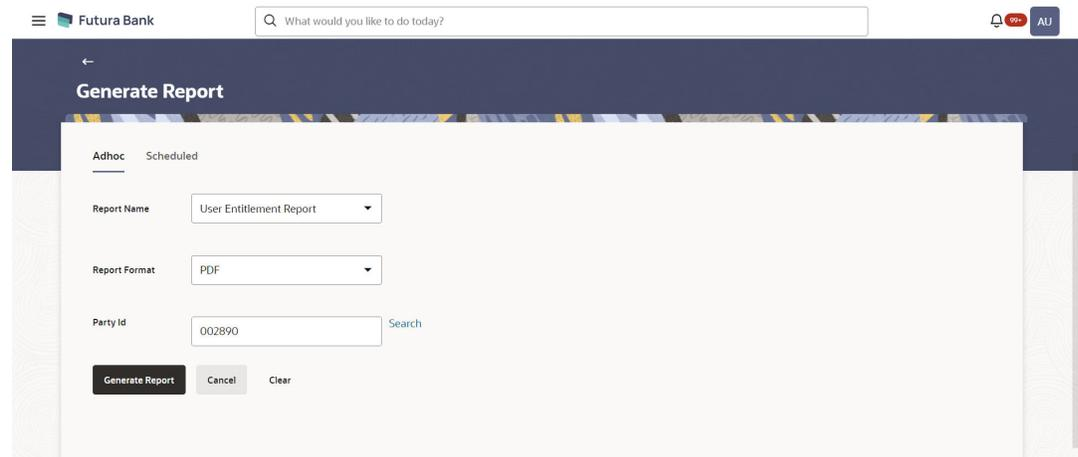 Futura Bank What would you like to do today? 99+ AU
Generate Report
Adhoc Scheduled
Report Name User Entitlement Report
Report Format PDF
Party Id 002890 Search
Generate Report Cancel Clear